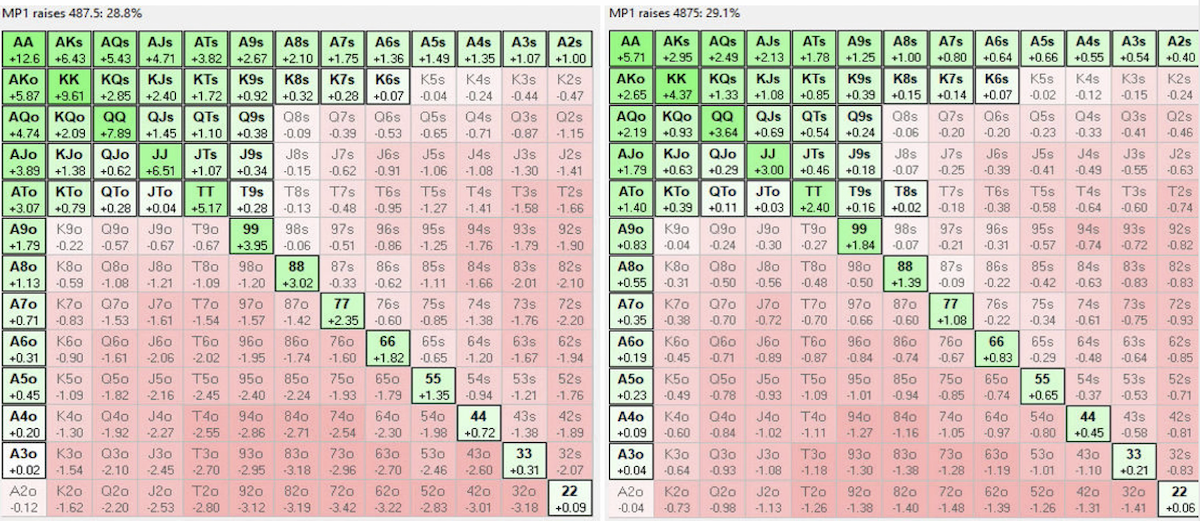 MP1 raises 487.5: 28.8%
AA AKs AQs AJs ATs A9s A8s A7s A6s A5s A4s A3s A2s
+12.6 +6.43 +5.43 +4.71 +3.82 +2.67 +2.10 +1.75 +1.36 +1.49 +1.35 +1.07 +1.00
AKo KK KQs KJs KTs K9s K8s K7s K6s K5s K4s K3s K2s
+5.87 +9.61 +2.85 +2.40 +1.72 +0.92 +0.32 +0.28 +0.07 -0.04 -0.24 -0.44 -0.47
AQo KQo QQ QJs QTs Q9s Q8s Q7s Q6s Q5s Q4s Q3s Q2s
+4.74 +2.09 +7.89 +1.45 +1.10 +0.38 -0.09 -0.39 -0.53 -0.65 -0.71 -0.87 -1.15
AJo KJo QJo JJ JTs J9s J8s J7s J6s J5s J4s J3s J2s
+3.89 +1.38 +0.62 +6.51 +1.07 +0.34 -0.15 -0.62 -0.91 -1.06 -1.08 -1.30 -1.41
ATo KTo QTo JTo TT T9s T8s T7s T6s T5s T4s T3s T2s
+3.07 +0.79 +0.28 +0.04 +5.17 +0.28 -0.13 -0.48 -0.95 -1.27 -1.41 -1.58 -1.66
A9o K9o Q9o J9o T9o 99 98s 97s 96s 95s 94s 93s 92s
+1.79 -0.22 -0.57 -0.67 -0.67 +3.95 -0.06 -0.51 -0.86 -1.25 -1.76 -1.79 -1.90
A8o K8o Q8o J8o T8o 98o 88 87s 86s 85s 84s 83s 82s
+1.13 -0.59 -1.08 -1.21 -1.09 -1.20 +3.02 -0.33 -0.62 -1.11 -1.66 -2.01 -2.10
A7o K7o Q7o J7o T7o 97o 87o 77 76s 75s 74s 73s 72s
+0.71 -0.83 -1.53 -1.61 -1.54 -1.57 -1.42 +2.35 -0.60 -0.85 -1.38 -1.76 -2.20
A6o K6o Q6o J6o T6o 96o 86o 76o 66 65s 64s 63s 62s
+0.31 -0.90 -1.61 -2.06 -2.02 -1.95 -1.74 -1.60 +1.82 -0.65 -1.20 -1.67 -1.94
A5o K5o Q5o J5o T5o 95o 85o 75o 65o 55 54s 53s 52s
+0.45 -1.09 -1.82 -2.16 -2.45 -2.40 -2.24 -1.93 -1.79 +1.35 -0.94 -1.21 -1.76
A4o K4o Q4o J4o T4o 94o 84o 74o 64o 54o 44 43s 42s
+0.20 -1.30 -1.92 -2.27 -2.55 -2.86 -2.71 -2.54 -2.30 -1.98 +0.72 -1.38 -1.89
A3o K3o Q3o J3o T3o 93o 83o 73o 63o 53o 43o 33 32s
+0.02 -1.54 -2.10 -2.45 -2.70 -2.95 -3.18 -2.96 -2.70 -2.46 -2.60 +0.31 -2.07
A2o K2o Q2o J2o T2o 92o 82o 72o 62o 52o 42o 32o 22
-0.12 -1.62 -2.20 -2.53 -2.80 -3.12 -3.19 -3.42 -3.22 -2.83 -3.01 -3.18 +0.09
MP1 raises 4875: 29.1%
AA AKs AQs AJs ATs A9s A8s A7s A6s A5s A4s A3s A2s
+5.71 +2.95 +2.49 +2.13 +1.78 +1.25 +1.00 +0.80 +0.64 +0.66 +0.55 +0.54 +0.40
AKo KK KQs KJs KTs K9s K8s K7s K6s K5s K4s K3s K2s
+2.65 +4.37 +1.33 +1.08 +0.85 +0.39 +0.15 +0.14 +0.07 -0.02 -0.12 -0.15 -0.24
AQo KQo QQ QJs QTs Q9s Q8s Q7s Q6s Q5s Q4s Q3s Q2s
+2.19 +0.93 +3.64 +0.69 +0.54 +0.24 -0.06 -0.20 -0.20 -0.23 -0.33 -0.41 -0.46
AJo KJo QJo JJ JTs J9s J8s J7s J6s J5s J4s J3s J2s
+1.79 +0.63 +0.29 +3.00 +0.46 +0.18 -0.07 -0.25 -0.39 -0.41 -0.49 -0.55 -0.63
ATo KTo QTo JTo TT T9s T8s T7s T6s T5s T4s T3s T2s
+1.40 +0.39 +0.11 +0.03 +2.40 +0.16 +0.02 -0.18 -0.38 -0.58 -0.64 -0.60 -0.74
A9o K9o Q9o J9o T9o 99 98s 97s 96s 95s 94s 93s 92s
+0.83 -0.04 -0.24 -0.30 -0.27 +1.84 -0.07 -0.21 -0.31 -0.57 -0.74 -0.72 -0.82
A8o K8o Q8o J8o T8o 98o 88 87s 86s 85s 84s 83s 82s
+0.55 -0.31 -0.50 -0.56 -0.48 -0.50 +1.39 -0.09 -0.22 -0.42 -0.63 -0.83 -0.83
A7o K7o Q7o J7o T7o 97o 87o 77 76s 75s 74s 73s 72s
+0.35 -0.38 -0.70 -0.72 -0.70 -0.66 -0.60 +1.08 -0.22 -0.34 -0.61 -0.75 -0.93
A6o K6o Q6o J6o T6o 96o 86o 76o 66 65s 64s 63s 62s
+0.19 -0.45 -0.71 -0.89 -0.87 -0.84 -0.74 -0.67 +0.83 -0.29 -0.48 -0.64 -0.85
A5o K5o Q5o J5o T5o 95o 85o 75o 65o 55 54s 53s 52s
+0.23 -0.49 -0.78 -0.93 -1.09 -1.01 -0.94 -0.85 -0.74 +0.65 -0.37 -0.53 -0.71
A4o K4o Q4o J4o T4o 94o 84o 74o 64o 54o 44 43s 42s
+0.09 -0.60 -0.84 -1.02 -1.11 -1.27 -1.16 -1.05 -0.97 -0.80 +0.45 -0.58 -0.81
A3o K3o Q3o J3o T3o 93o 83o 73o 63o 53o 43o 33 32s
+0.04 -0.64 -0.93 -1.08 -1.18 -1.30 -1.38 -1.28 -1.19 -1.01 -1.10 +0.21 -0.83
A2o K2o Q2o J2o T2o 92o 82o 72o 62o 52o 42o 32o 22
-0.04 -0.73 -0.98 -1.13 -1.26 -1.38 -1.40 -1.48 -1.39 -1.26 -1.31 -1.41 +0.06